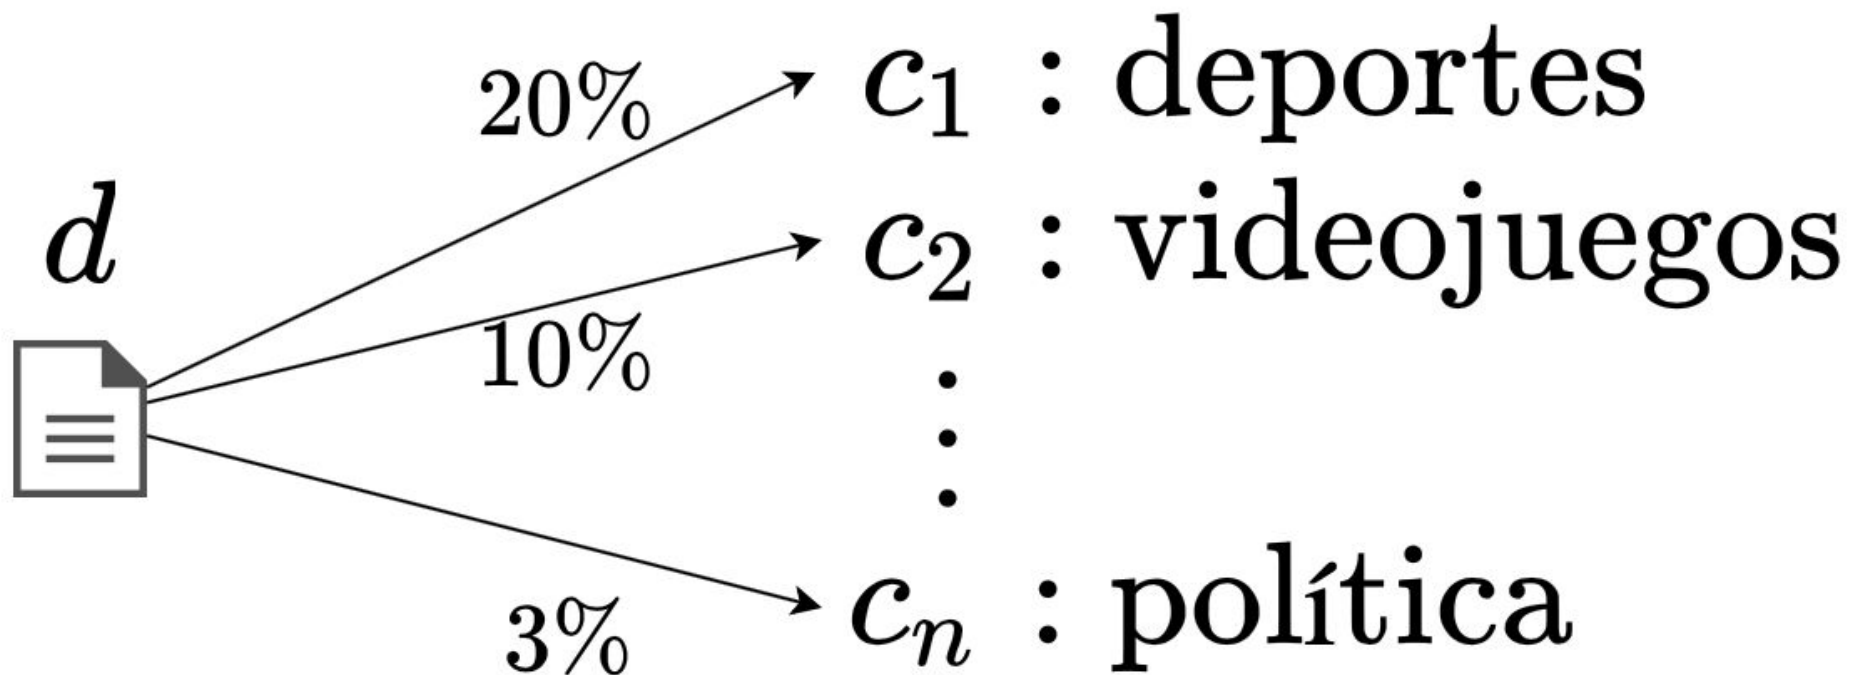 20%
c₁ : deportes
d
c₂ : videojuegos
10%
cₙ : política
3%